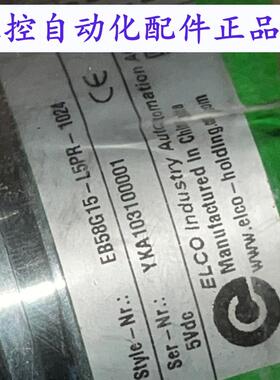 控自动化配件正品
EB58G15-L5PR-1024
CE
Style-Nr.:
YKA103100001
Ser-Nr.:
5Vdc
ELCO Industry Automation A
Manufactured in China
www.elco-holding.com